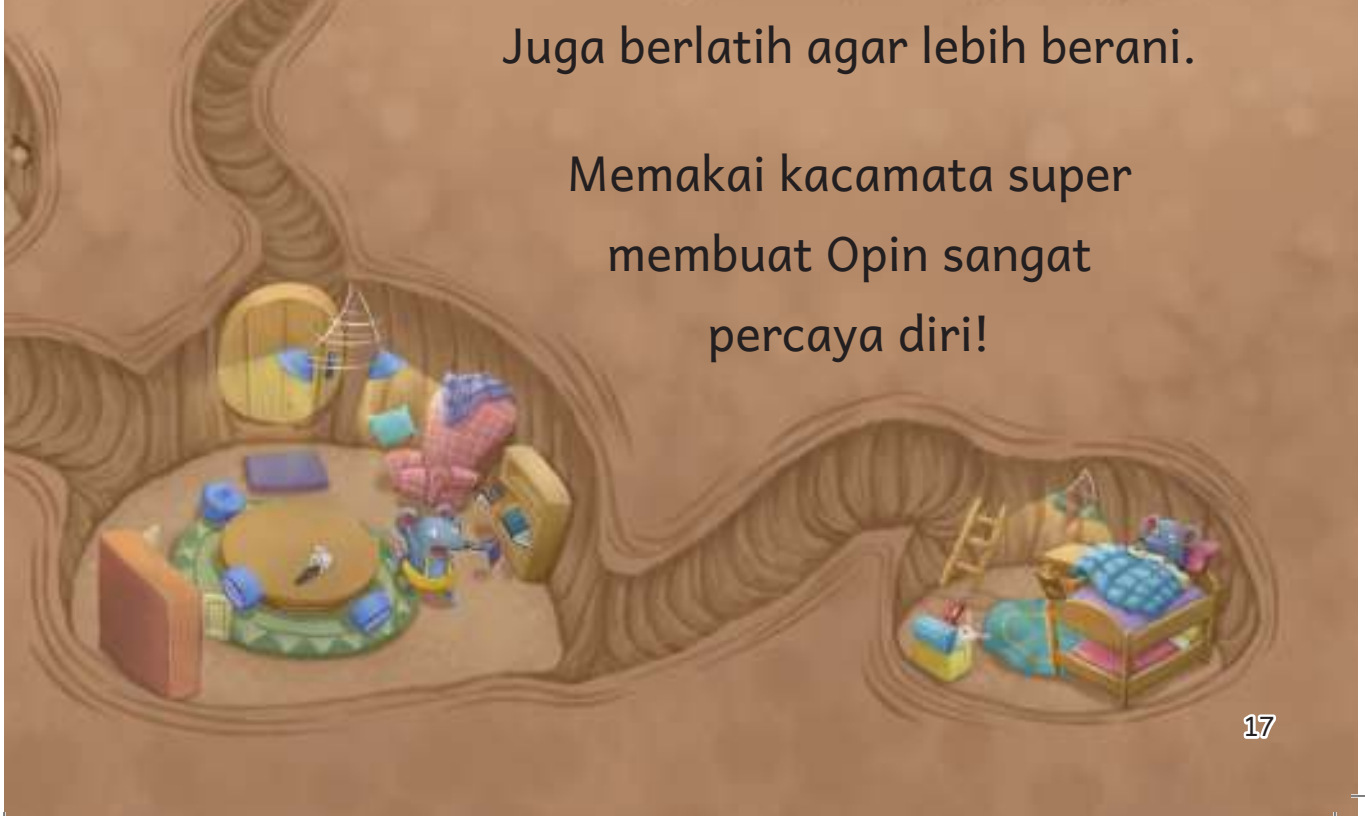 Juga berlatih agar lebih berani.
Memakai kacamata super
membuat Opin sangat
percaya diri!
17